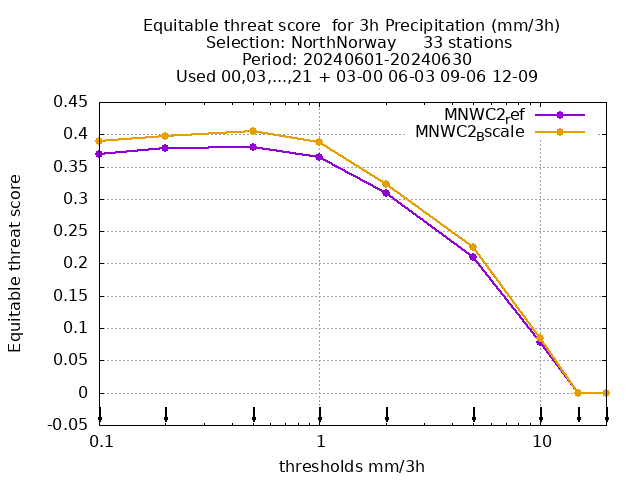 Equitable threat score  for 3h Precipitation (mm/3h)
Selection: NorthNorway     33 stations
Period: 20240601-20240630
Used 00,03,...,21 + 03-00 06-03 09-06 12-09
MNWC2ref
MNWC2Bscale
0.45
0.4
0.35
0.3
0.25
0.2
0.15
0.1
0.05
0
-0.05
Equitable threat score
0.1 1 10
thresholds mm/3h